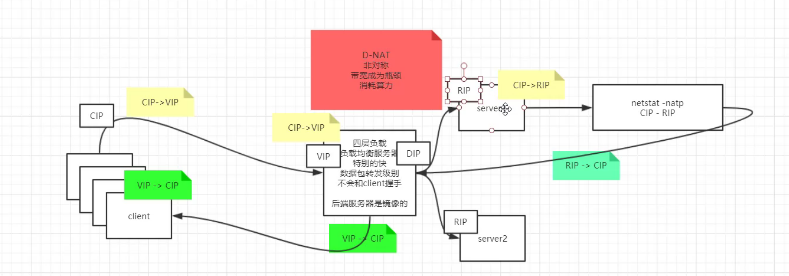 D-NAT
非对称
带宽成为瓶颈
消耗算力
CIP->VIP
CIP
VIP -> CIP
client
CIP->VIP
VIP
DIP
四层负载
负载均衡服务器
特别的快
数据包转发级别
不会和client握手
后端服务器是镜像的
VIP -> CIP
RIP
CIP->RIP
server
netstat -natp
CIP - RIP
RIP -> CIP
RIP
server2